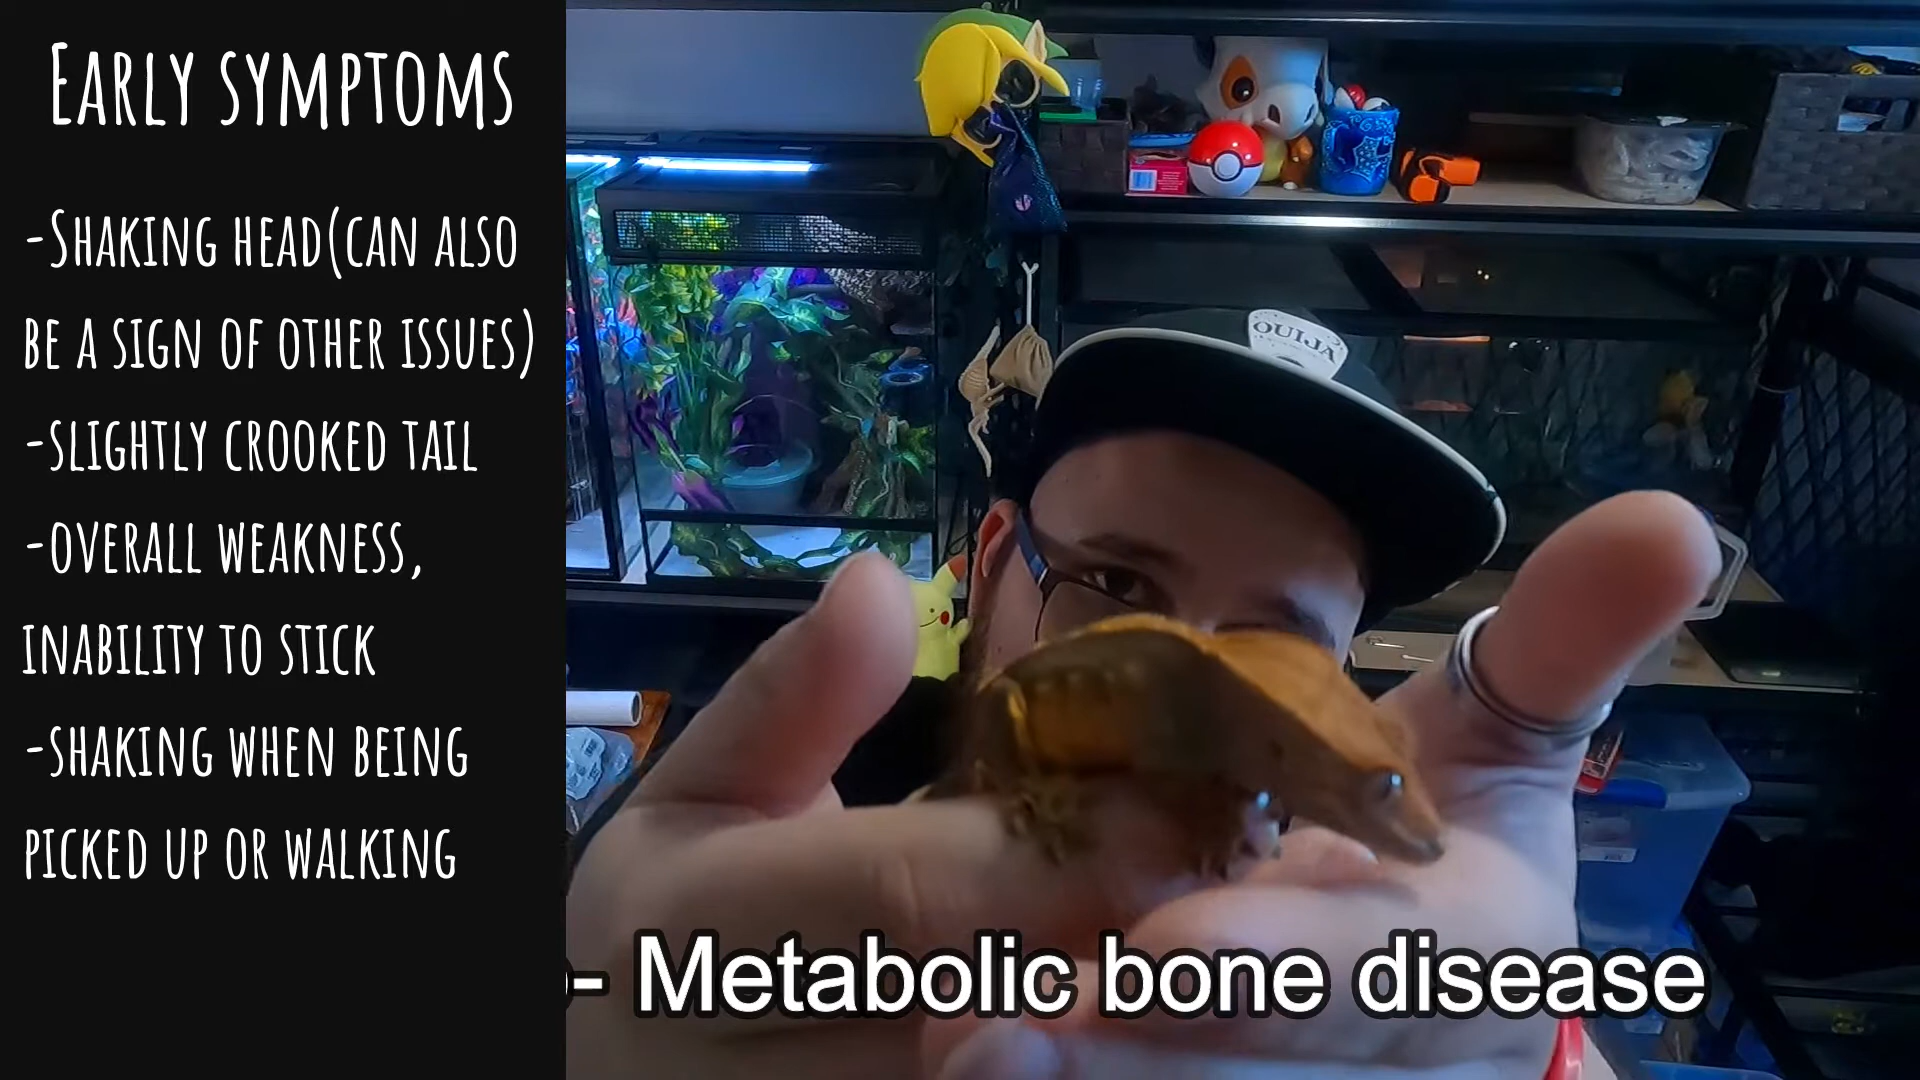 Early symptoms
-Shaking head(can also
be a sign of other issues)
-slightly crooked tail
-overall weakness,
inability to stick
-shaking when being
picked up or walking
OUIJA
- Metabolic bone disease